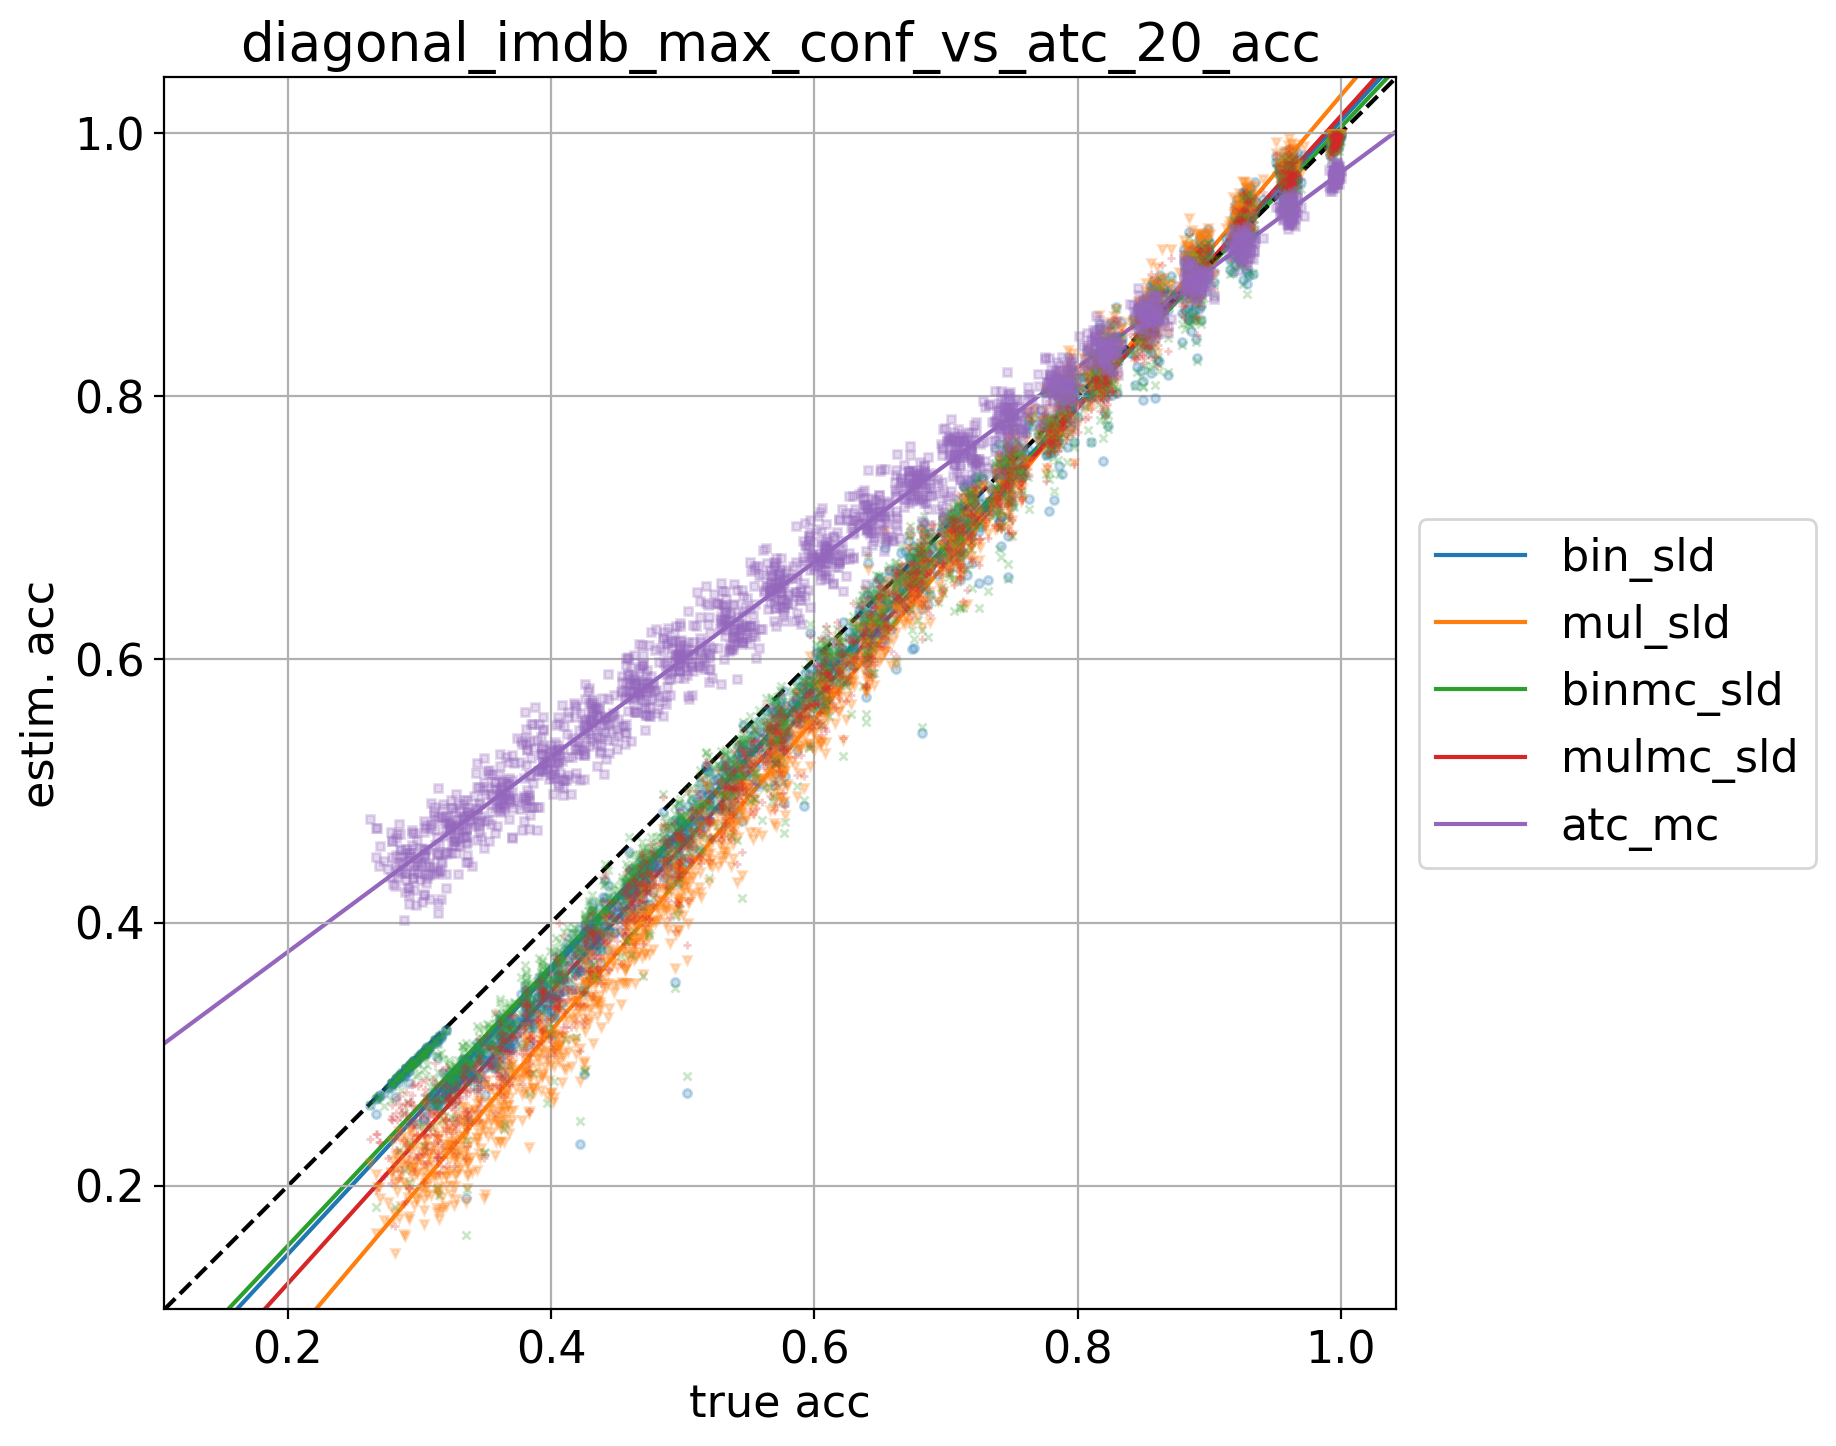 diagonal_imdb_max_conf_vs_atc_20_acc
1.0
0.8
0.6
0.4
0.2
estim. acc
0.2 0.4 0.6 0.8 1.0
true acc
bin_sld
mul_sld
binmc_sld
mulmc_sld
atc_mc